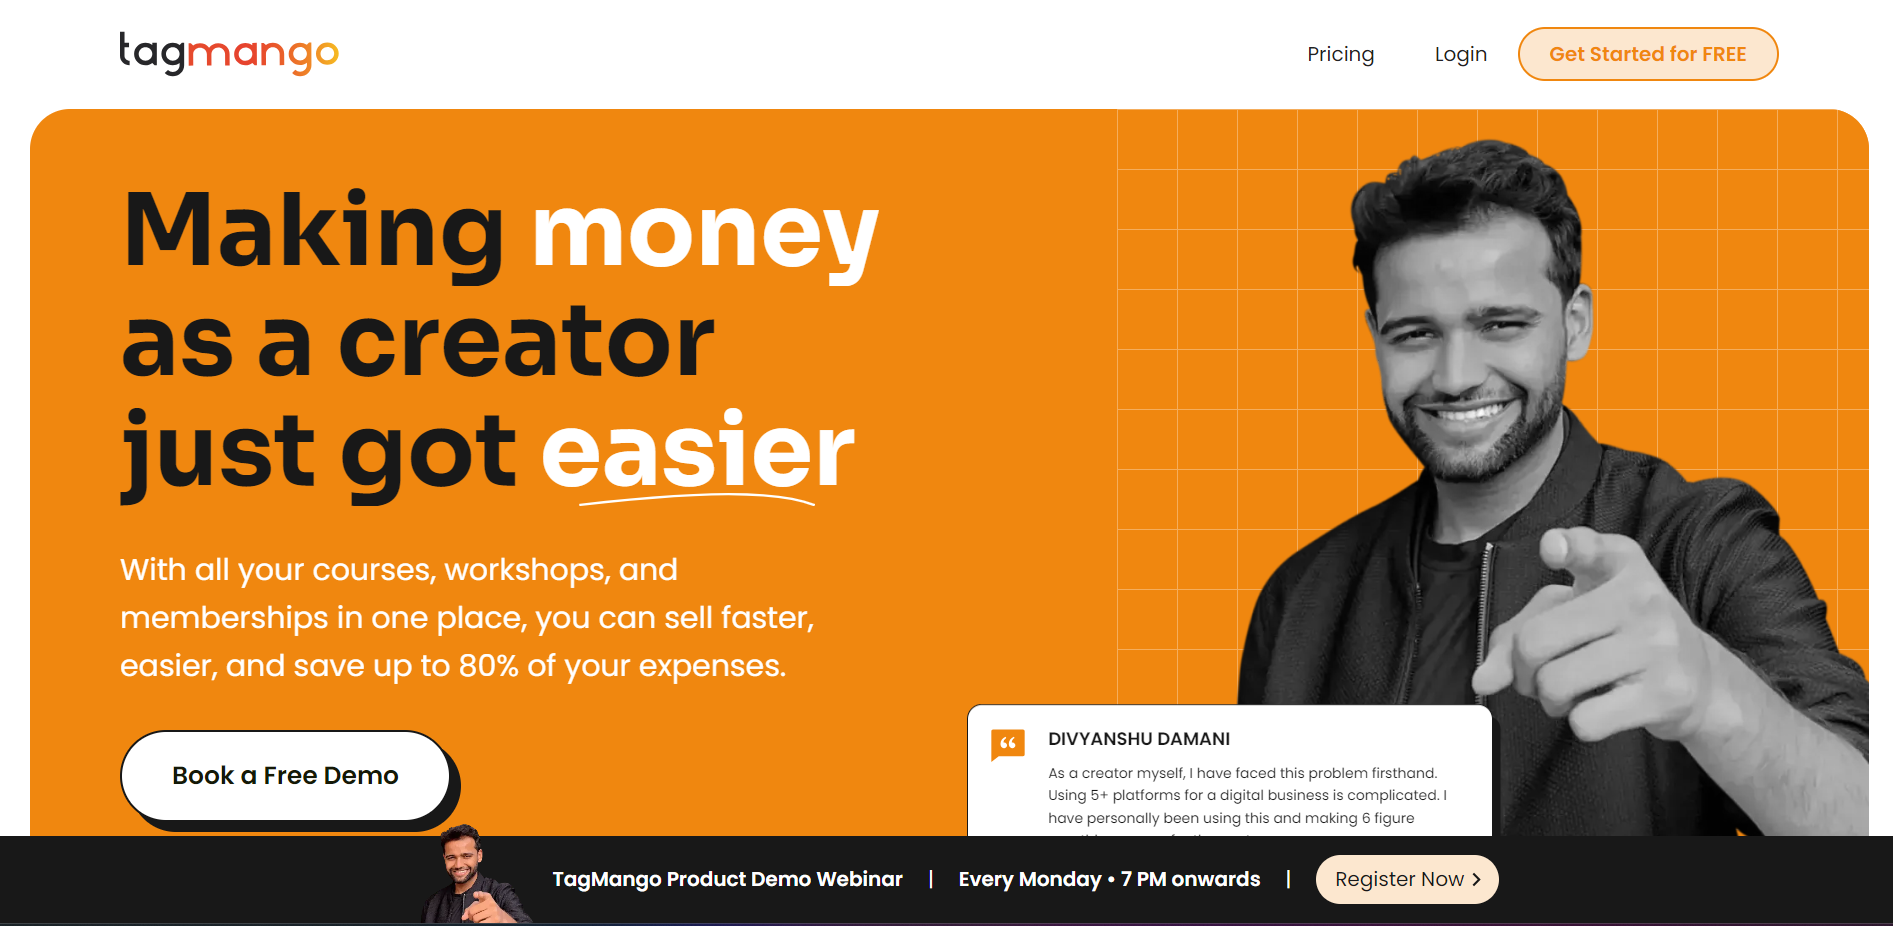 tagmango
Pricing
Login
Get Started for FREE
Making money
as a creator
just got easier
With all your courses, workshops, and
memberships in one place, you can sell faster,
easier, and save up to 80% of your expenses.
Book a Free Demo
DIVYANSHU DAMANI
As a creator myself, I have faced this problem firsthand.
Using 5+ platforms for a digital business is complicated. I
have personally been using this and making 6 figure
TagMango Product Demo Webinar | Every Monday • 7 PM onwards |
Register Now